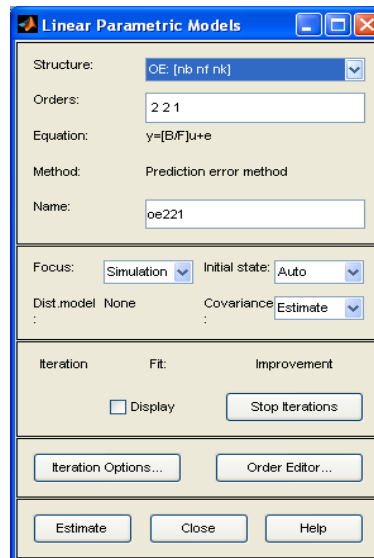 Linear Parametric Models
Structure: OE: [nb nf nk]
Orders: 2 2 1
Equation: y=[B/F]u+e
Method: Prediction error method
Name: oe221
Focus: Simulation Initial state: Auto
Dist.model : None Covariance : Estimate
Iteration Fit: Improvement
Display Stop Iterations
Iteration Options... Order Editor...
Estimate Close Help